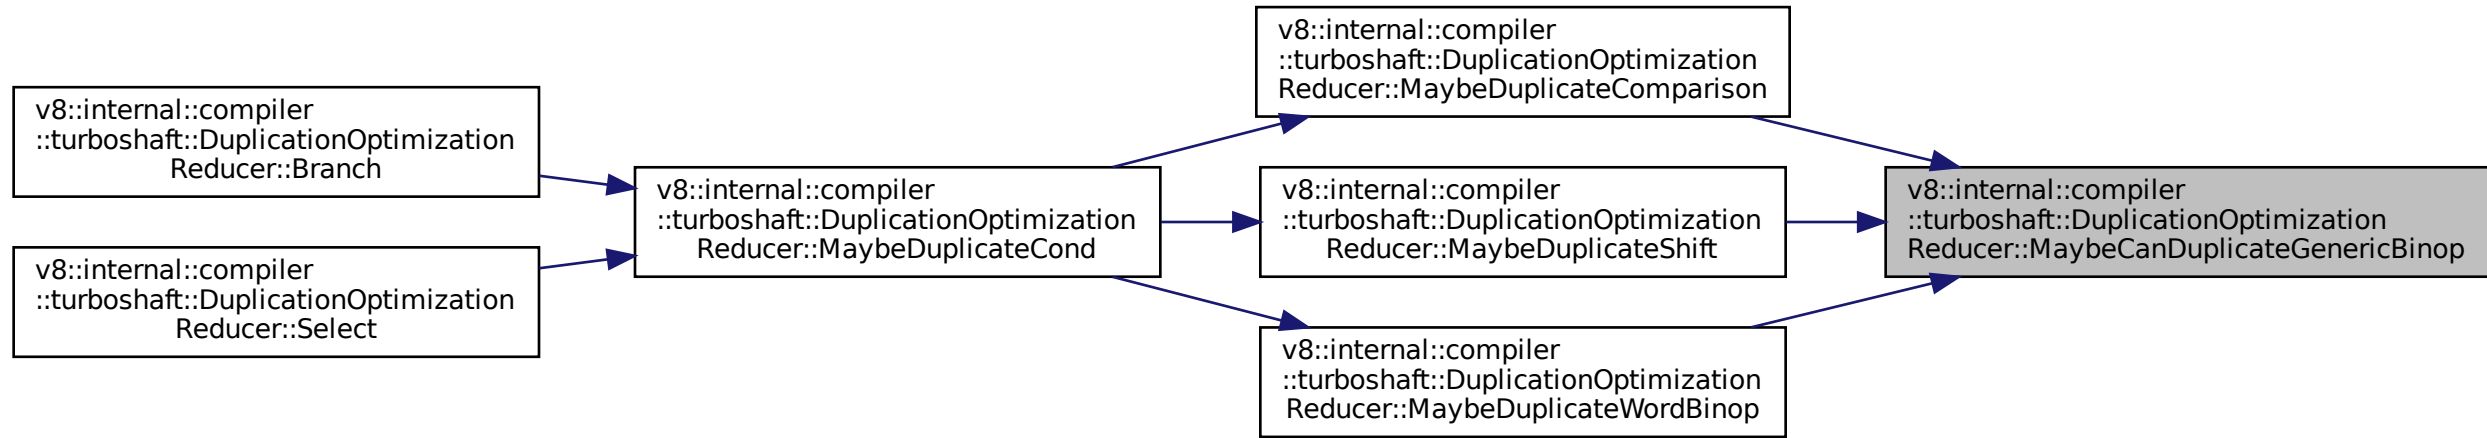 v8::internal::compiler
::turboshaft::DuplicationOptimization
Reducer::Branch
v8::internal::compiler
::turboshaft::DuplicationOptimization
Reducer::Select
v8::internal::compiler
::turboshaft::DuplicationOptimization
Reducer::MaybeDuplicateCond
v8::internal::compiler
::turboshaft::DuplicationOptimization
Reducer::MaybeDuplicateComparison
v8::internal::compiler
::turboshaft::DuplicationOptimization
Reducer::MaybeDuplicateShift
v8::internal::compiler
::turboshaft::DuplicationOptimization
Reducer::MaybeDuplicateWordBinop
v8::internal::compiler
::turboshaft::DuplicationOptimization
Reducer::MaybeCanDuplicateGenericBinop